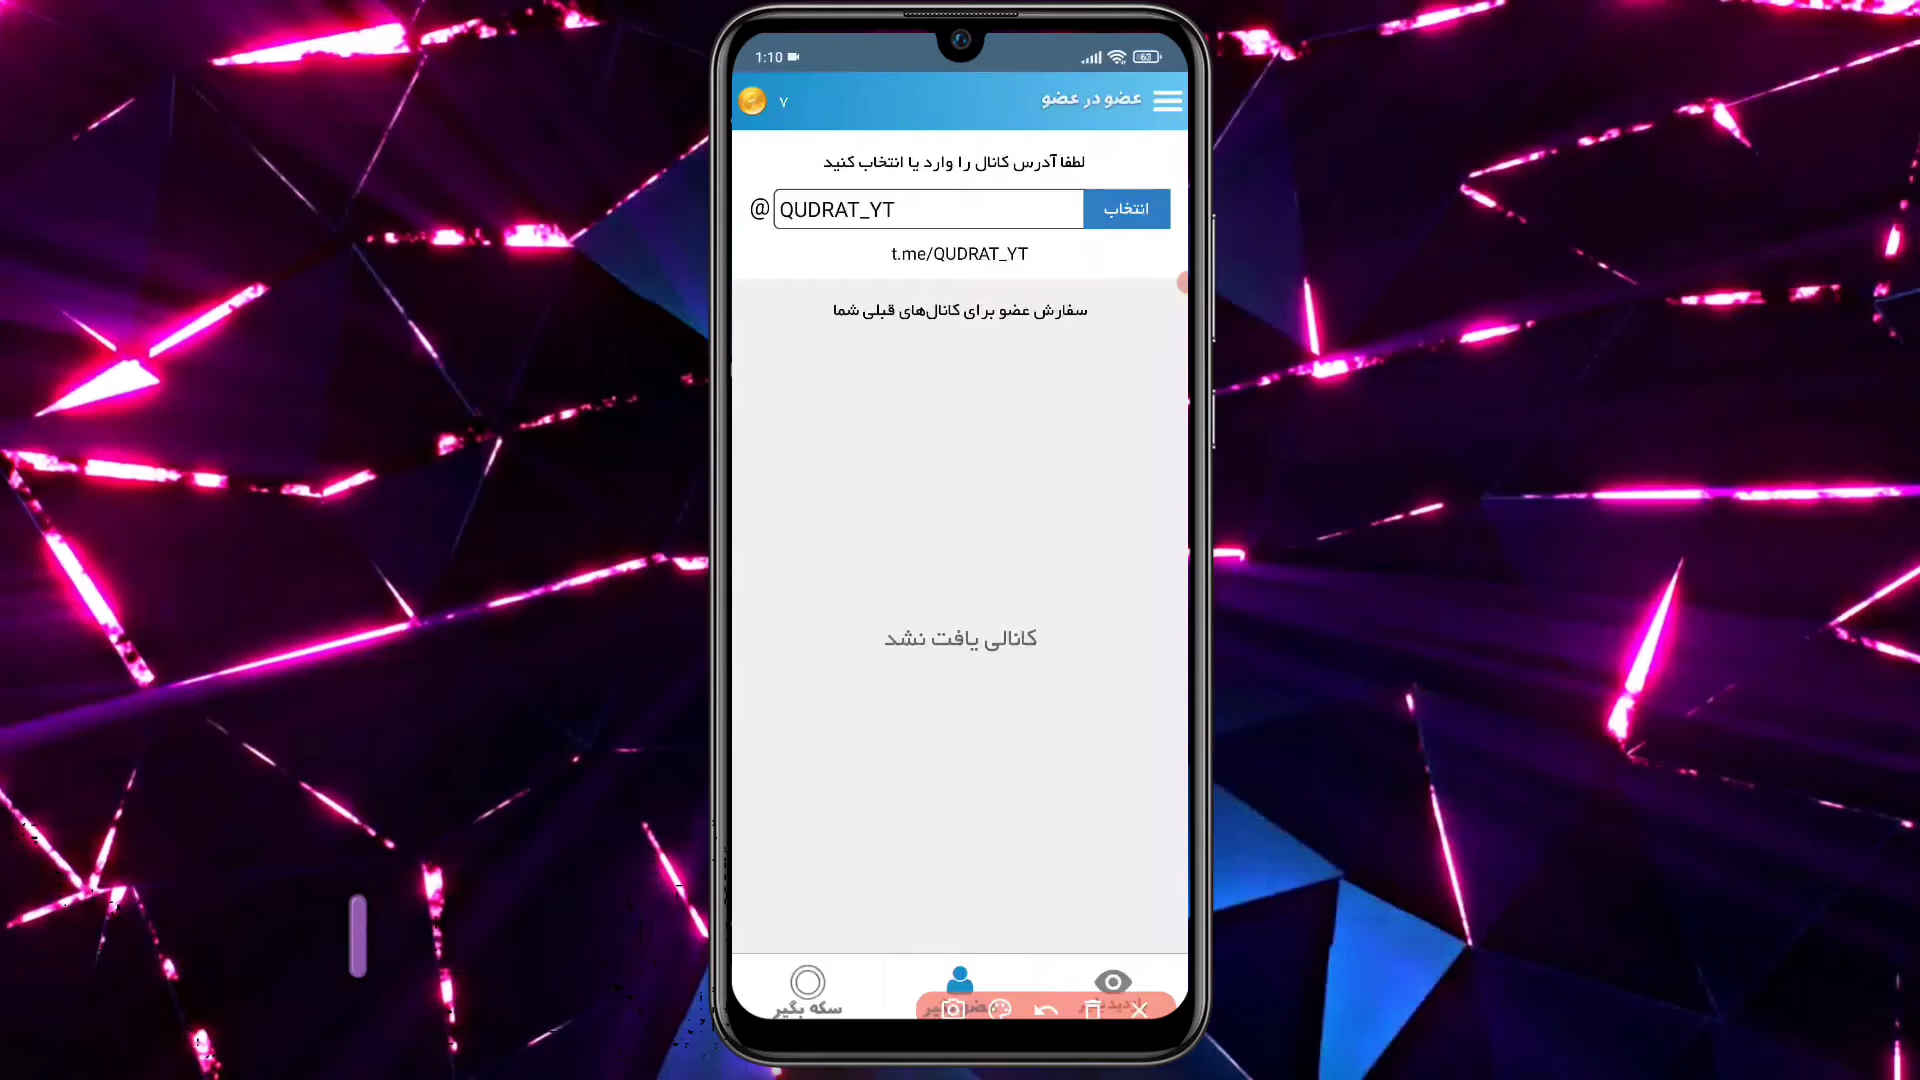 1:10
63
۷
عضو در عضو
لطفا آدرس کانال را وارد یا انتخاب کنید
@ QUDRAT_YT
انتخاب
t.me/QUDRAT_YT
سفارش عضو برای کانال‌های قبلی شما
کانالی یافت نشد
سکه بگیر